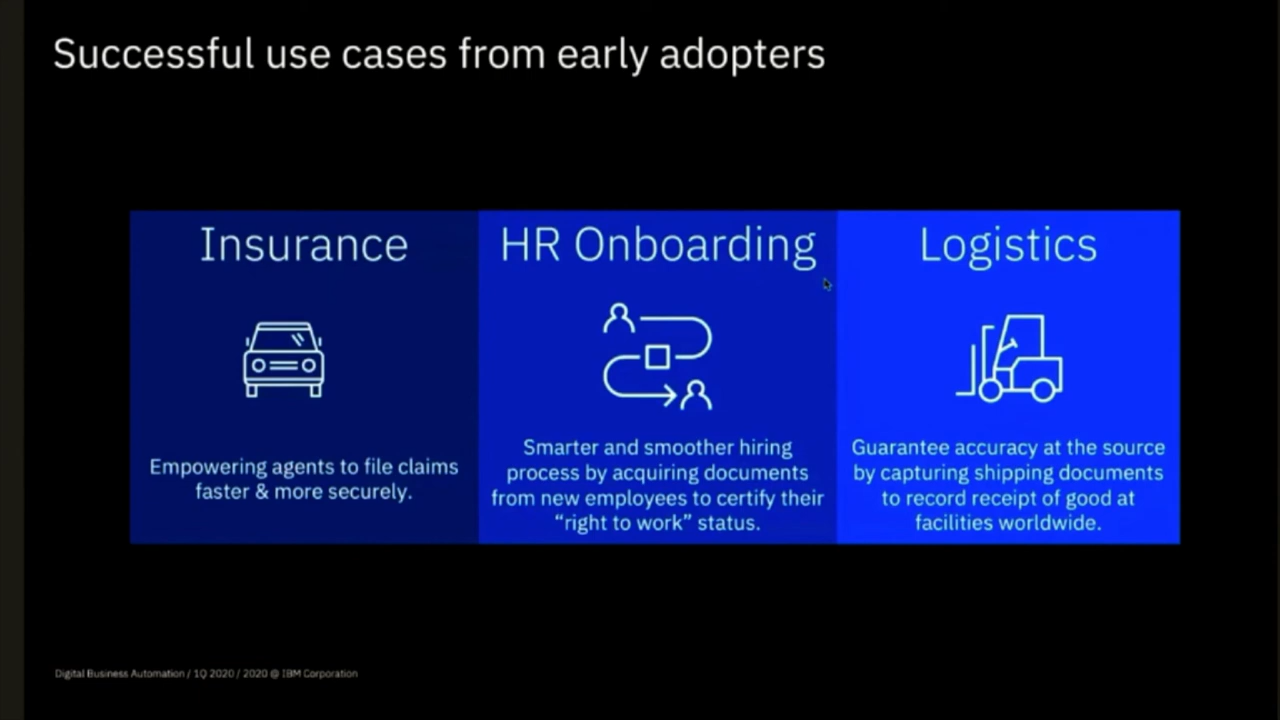 Successful use cases from early adopters
Insurance
Empowering agents to file claims
faster & more securely.
HR Onboarding
Smarter and smoother hiring
process by acquiring documents
from new employees to certify their
“right to work” status.
Logistics
Guarantee accuracy at the source
by capturing shipping documents
to record receipt of good at
facilities worldwide.
Digital Business Automation / 1Q 2020 / 2020 @ IBM Corporation